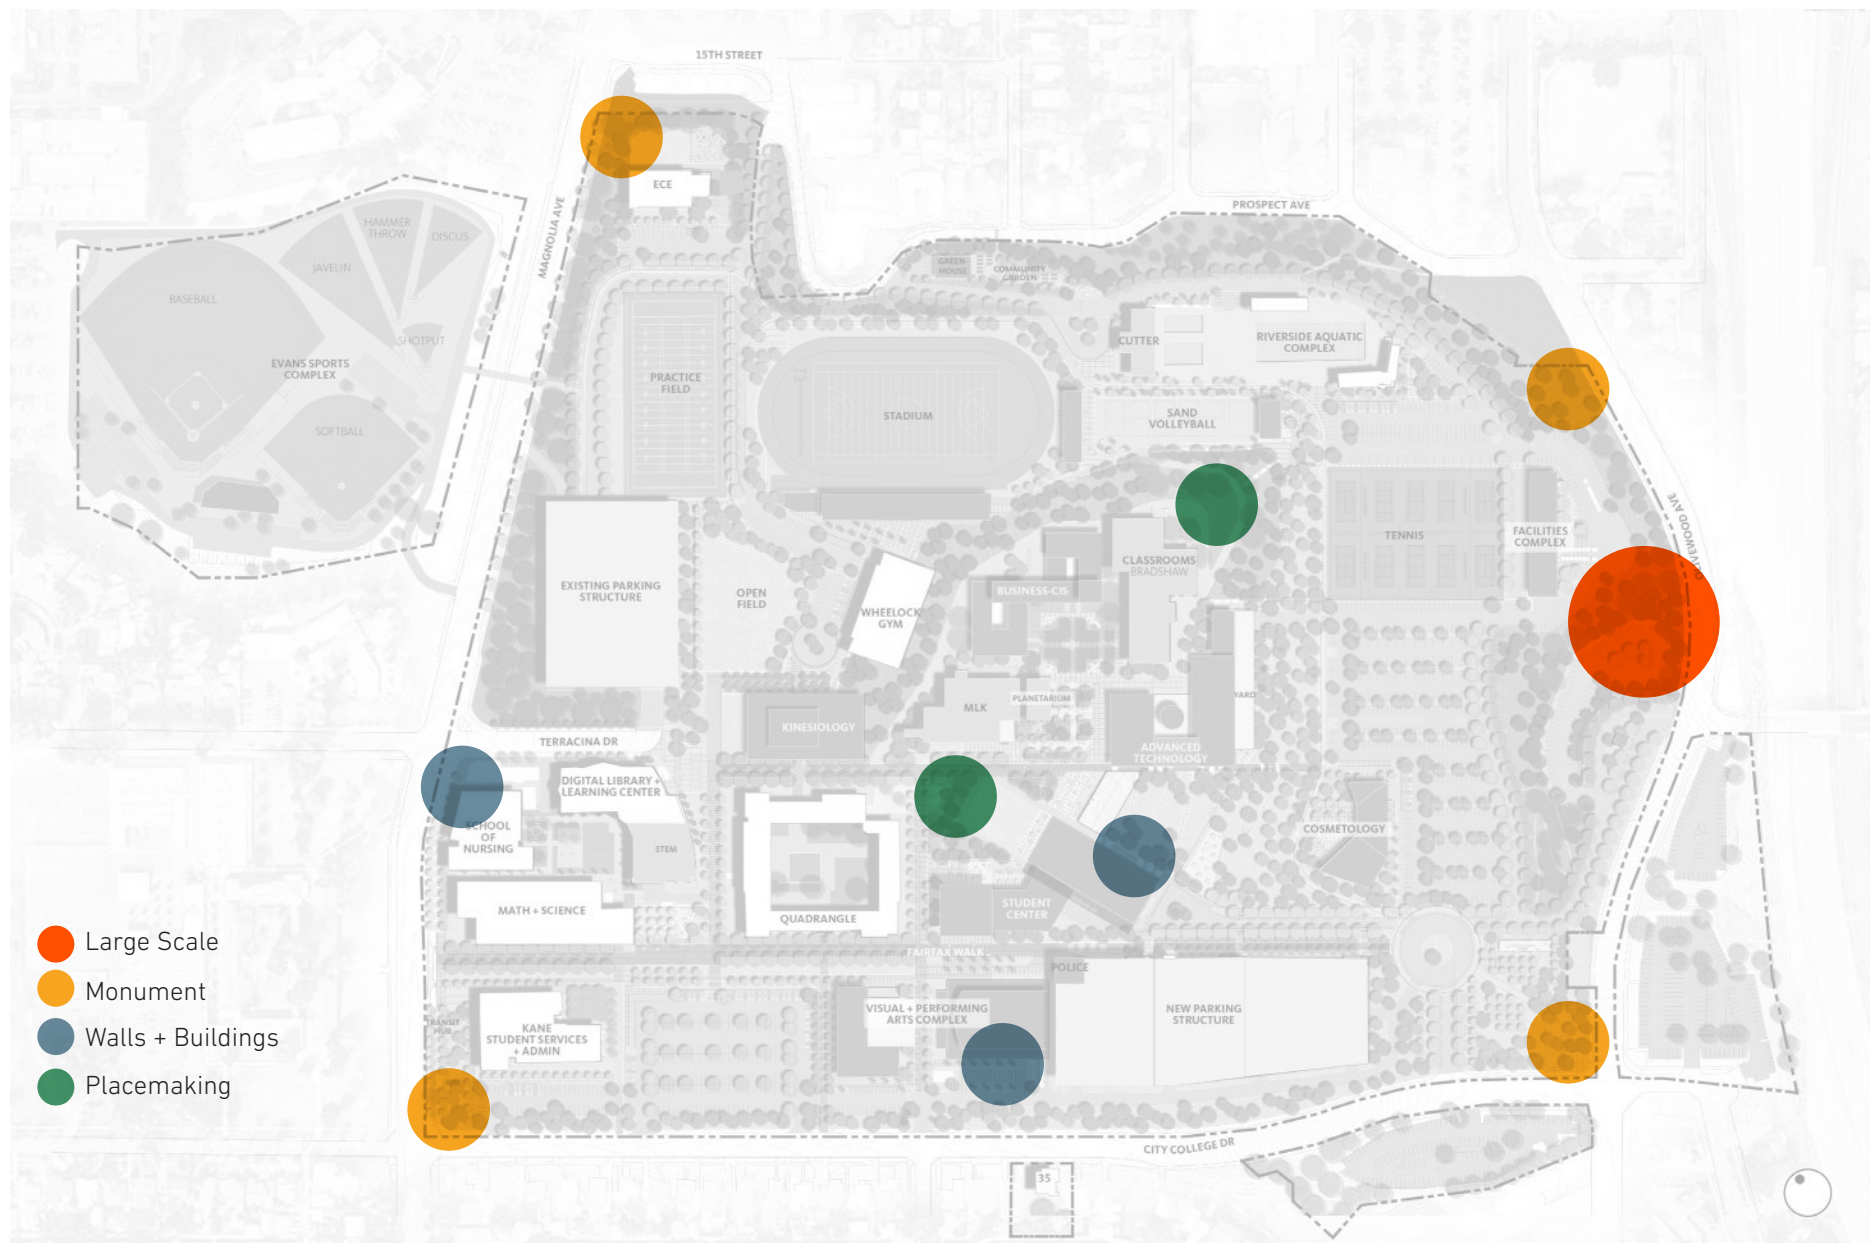 15TH STREET
ECE
MAGNOLIA AVE
PROSPECT AVE
HAMMER
THROW
DISCUS
JAVELIN
BASEBALL
SHOTPUT
EVANS SPORTS
COMPLEX
SOFTBALL
GREEN-
HOUSE
COMMUNITY
GARDEN
CUTTER
RIVERSIDE AQUATIC
COMPLEX
PRACTICE
FIELD
STADIUM
SAND
VOLLEYBALL
OLIVEWOOD AVE
TENNIS
FACILITIES
COMPLEX
CLASSROOMS
BRADSHAW
BUSINESS-CIS
EXISTING PARKING
STRUCTURE
OPEN
FIELD
WHEELOCK
GYM
PLANETARIUM
YARD
MLK
KINESIOLOGY
TERRACINA DR
ADVANCED
TECHNOLOGY
DIGITAL LIBRARY +
LEARNING CENTER
SCHOOL
OF
NURSING
STEM
COSMETOLOGY
MATH + SCIENCE
QUADRANGLE
STUDENT
CENTER
FAIRFAX WALK
POLICE
TRANSIT
HUB
KANE
STUDENT SERVICES
+ ADMIN
VISUAL + PERFORMING
ARTS COMPLEX
NEW PARKING
STRUCTURE
CITY COLLEGE DR
35
Large Scale
Monument
Walls + Buildings
Placemaking